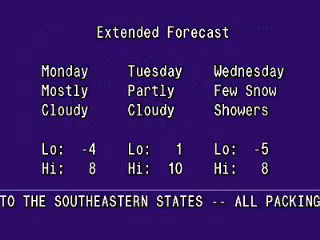 Extended Forecast
Monday Tuesday Wednesday
Mostly Partly Few Snow
Cloudy Cloudy Showers
Lo: -4 Lo: 1 Lo: -5
Hi: 8 Hi: 10 Hi: 8
TO THE SOUTHEASTERN STATES -- ALL PACKING